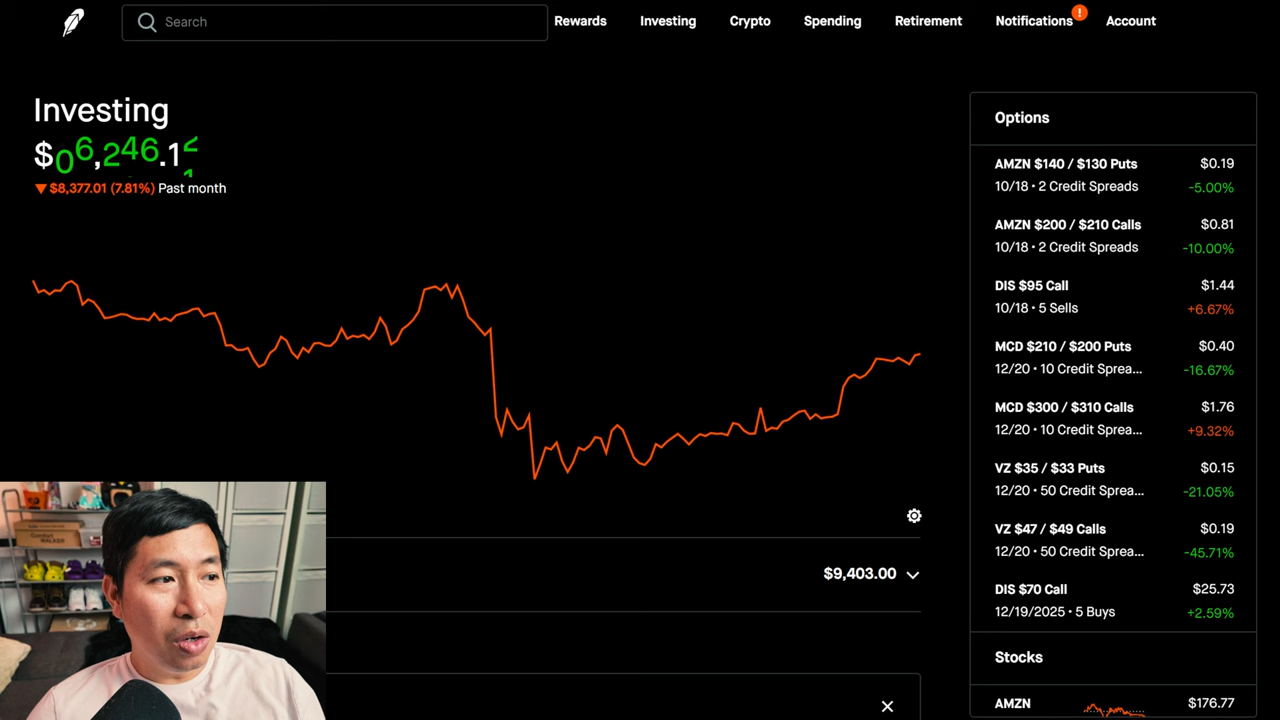 Search
Rewards
Investing
Crypto
Spending
Retirement
Notifications
!
Account
Investing
$06,246.1
▼ $8,377.01 (7.81%) Past month
$9,403.00
Options
AMZN $140 / $130 Puts $0.19
10/18 • 2 Credit Spreads -5.00%
AMZN $200 / $210 Calls $0.81
10/18 • 2 Credit Spreads -10.00%
DIS $95 Call $1.44
10/18 • 5 Sells +6.67%
MCD $210 / $200 Puts $0.40
12/20 • 10 Credit Sprea... -16.67%
MCD $300 / $310 Calls $1.76
12/20 • 10 Credit Sprea... +9.32%
VZ $35 / $33 Puts $0.15
12/20 • 50 Credit Sprea... -21.05%
VZ $47 / $49 Calls $0.19
12/20 • 50 Credit Sprea... -45.71%
DIS $70 Call $25.73
12/19/2025 • 5 Buys +2.59%
Stocks
AMZN $176.77